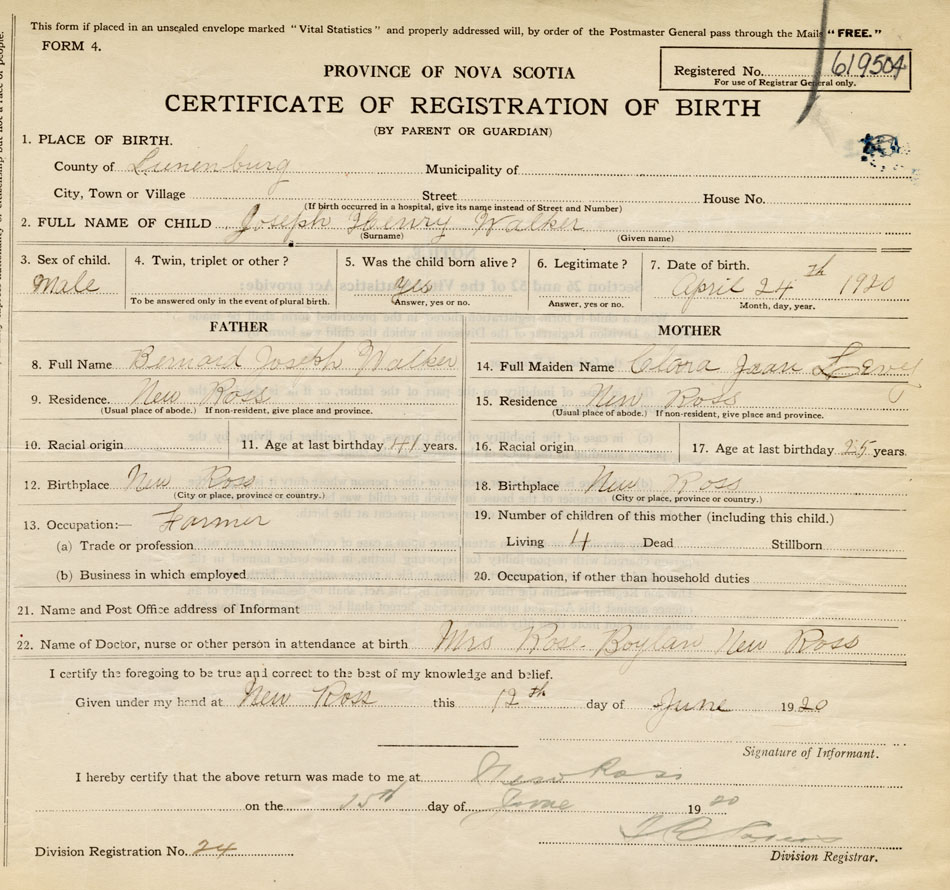 This form if placed in an unsealed envelope marked "Vital Statistics" and properly addressed will, by order of the Postmaster General pass through the Mails "FREE."
FORM 4.
Registered No. 619504
For use of Registrar General only.
PROVINCE OF NOVA SCOTIA
CERTIFICATE OF REGISTRATION OF BIRTH
(BY PARENT OR GUARDIAN)
1. PLACE OF BIRTH.
County of Lunenburg Municipality of
City, Town or Village Street House No.
(If birth occurred in a hospital, give its name instead of Street and Number)
2. FULL NAME OF CHILD Joseph Henry Walker
(Surname) (Given name)
3. Sex of child. 4. Twin, triplet or other? 5. Was the child born alive? 6. Legitimate? 7. Date of birth.
Male yes April 24th 1920
To be answered only in the event of plural birth. Answer, yes or no. Answer, yes or no. Month, day, year.
FATHER MOTHER
8. Full Name Bernard Joseph Walker 14. Full Maiden Name Clora Jean Levy
9. Residence. New Ross 15. Residence New Ross
(Usual place of abode.) If non-resident, give place and province. (Usual place of abode.) If non-resident, give place and province.
10. Racial origin 11. Age at last birthday 41 years. 16. Racial origin 17. Age at last birthday 25 years.
12. Birthplace New Ross 18. Birthplace New Ross
(City or place, province or country.) (City or place, province or country.)
13. Occupation:— Farmer 19. Number of children of this mother (including this child.)
(a) Trade or profession Living 4 Dead Stillborn
(b) Business in which employed 20. Occupation, if other than household duties
21. Name and Post Office address of Informant
22. Name of Doctor, nurse or other person in attendance at birth Mrs Rose Boylan New Ross
I certify the foregoing to be true and correct to the best of my knowledge and belief.
Given under my hand at New Ross this 12th day of June 1920
Signature of Informant.
I hereby certify that the above return was made to me at New Ross
on the 15th day of June 1920
Division Registration No. 24
Division Registrar.